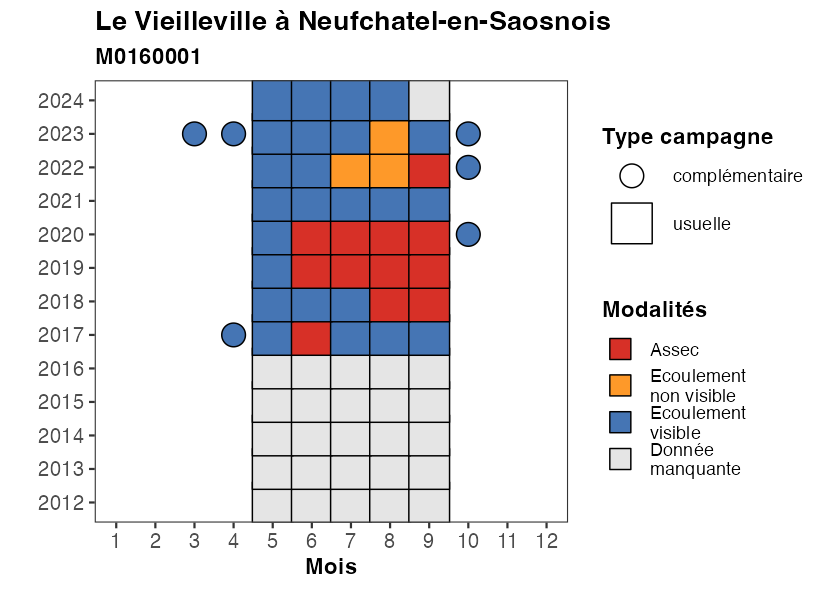 Le Vieilleville à Neufchatel-en-Saosnois
M0160001
2024
2023
2022
2021
2020
2019
2018
2017
2016
2015
2014
2013
2012
1 2 3 4 5 6 7 8 9 10 11 12
Mois
Type campagne
complémentaire
usuelle
Modalités
Assec
Ecoulement
non visible
Ecoulement
visible
Donnée
manquante